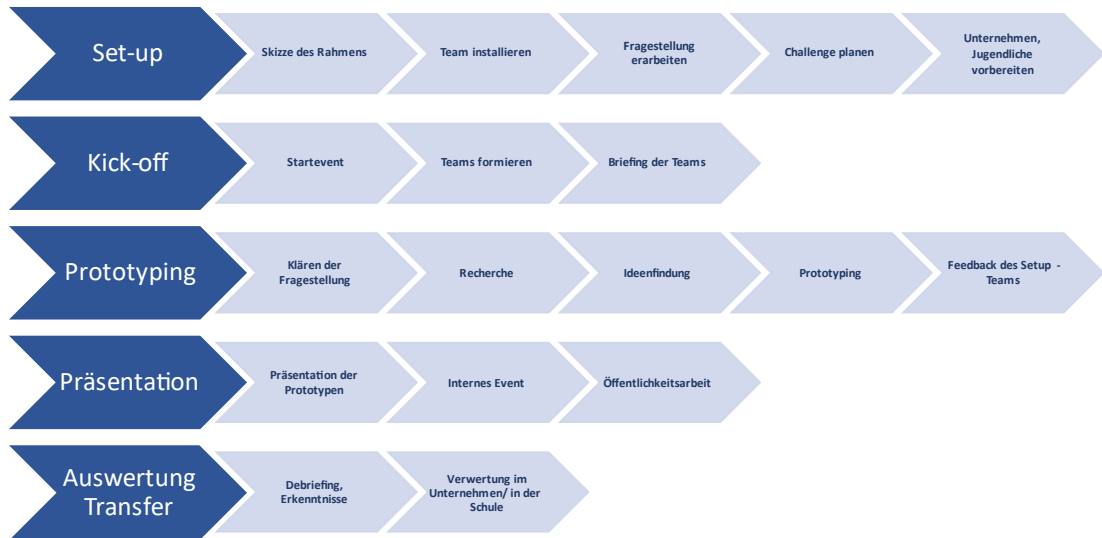 Set-up
Skizze des Rahmens
Team installieren
Fragestellung
erarbeiten
Challenge planen
Unternehmen,
Jugendliche
vorbereiten
Kick-off
Startevent
Teams formieren
Briefing der Teams
Prototyping
Klären der
Fragestellung
Recherche
Ideenfindung
Prototyping
Feedback des Setup -
Teams
Präsentation
Präsentation der
Prototypen
Internes Event
Öffentlichkeitsarbeit
Auswertung
Transfer
Debriefing,
Erkenntnisse
Verwertung im
Unternehmen/ in der
Schule